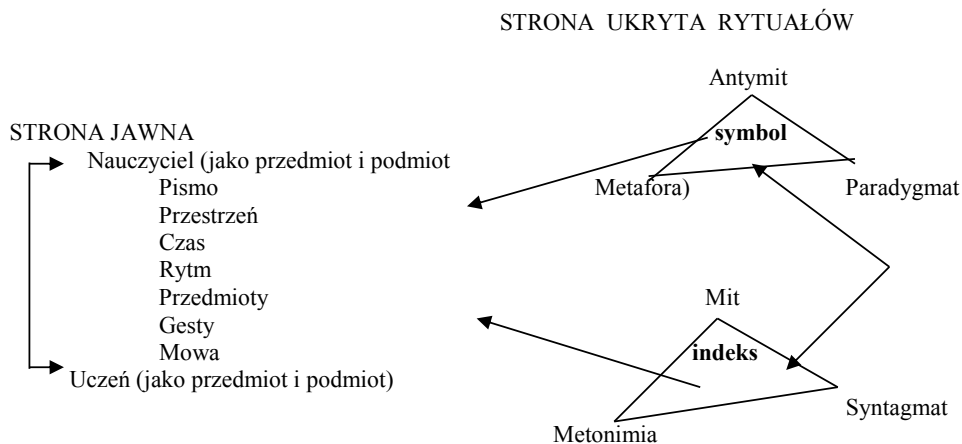 STRONA UKRYTA RYTUAŁÓW
Antymit
STRONA JAWNA
symbol
Nauczyciel (jako przedmiot i podmiot
Pismo
Metafora)
Paradygmat
Przestrzeń
Czas
Rytm
Przedmioty
Mit
Gesty
Mowa
indeks
Uczeń (jako przedmiot i podmiot)
Syntagmat
Metonimia